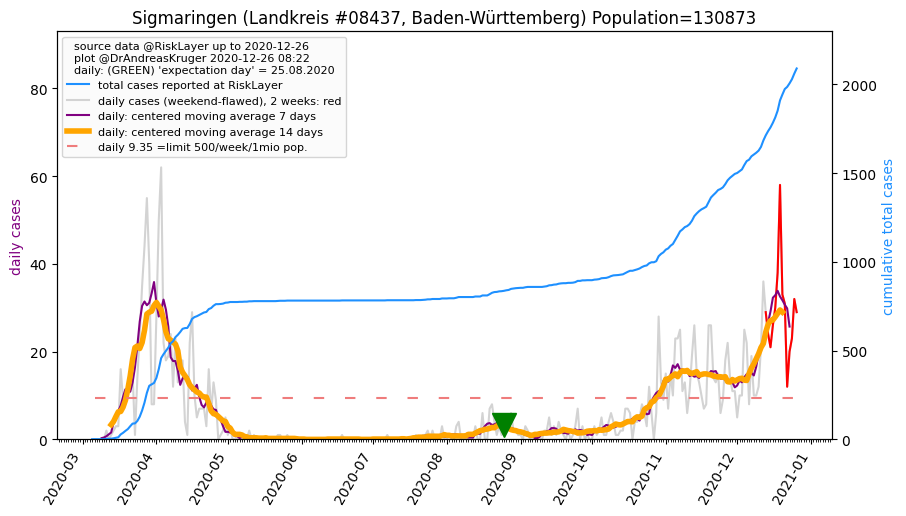 Sigmaringen (Landkreis #08437, Baden-Württemberg) Population=130873
source data @RiskLayer up to 2020-12-26
plot @DrAndreasKruger 2020-12-26 08:22
daily: (GREEN) 'expectation day' = 25.08.2020
total cases reported at RiskLayer
daily cases (weekend-flawed), 2 weeks: red
daily: centered moving average 7 days
daily: centered moving average 14 days
daily 9.35 =limit 500/week/1mio pop.
daily cases
80
60
40
20
0
cumulative total cases
2000
1500
1000
500
0
2020-03
2020-04
2020-05
2020-06
2020-07
2020-08
2020-09
2020-10
2020-11
2020-12
2021-01